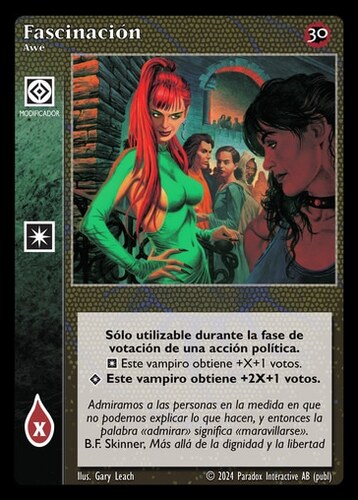 Fascinación
30
Awe
MODIFICADOR
Sólo utilizable durante la fase de
votación de una acción política.
Este vampiro obtiene +X+1 votos.
Este vampiro obtiene +2X+1 votos.
Admiramos a las personas en la medida en que
no podemos explicar lo que hacen, y entonces la
palabra «admirar» significa «maravillarse».
B.F. Skinner, Más allá de la dignidad y la libertad
X
Ilus. Gary Leach
© 2024 Paradox Interactive AB (publ)